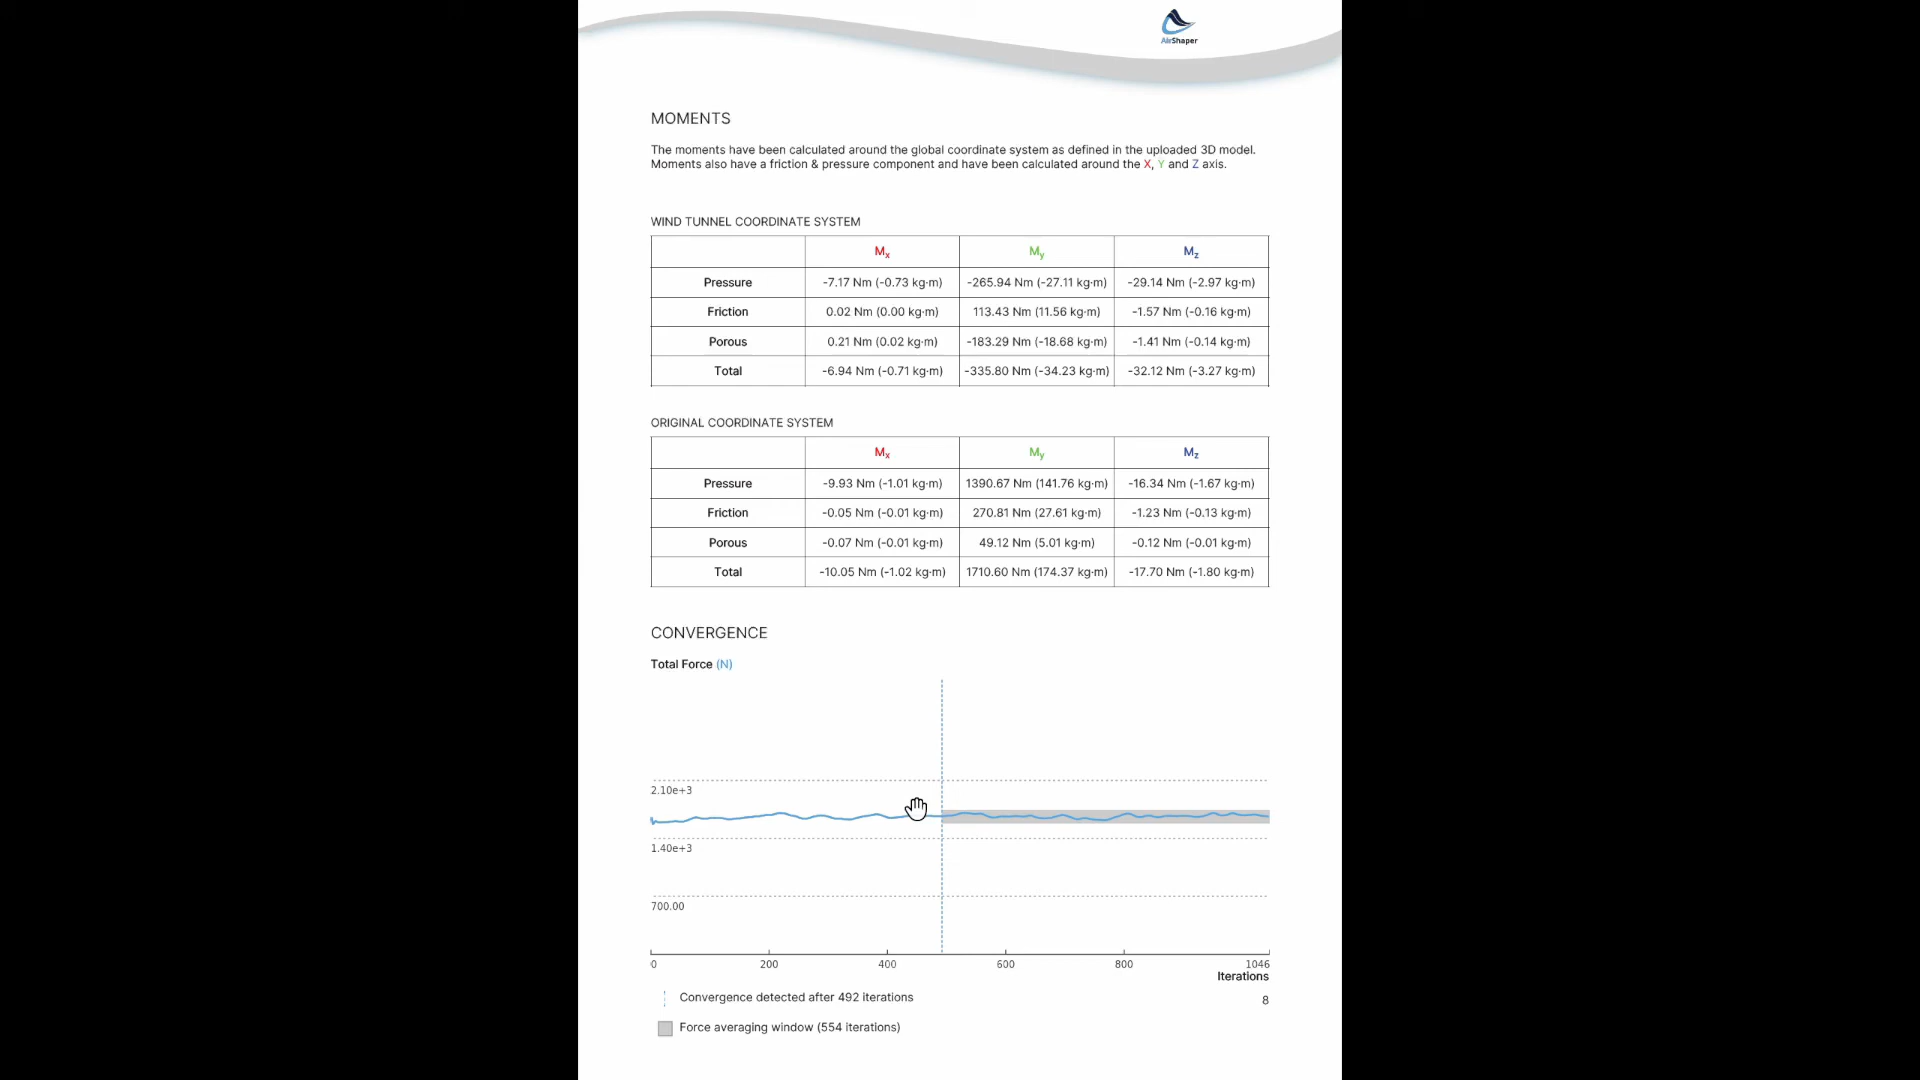 AirShaper
MOMENTS
The moments have been calculated around the global coordinate system as defined in the uploaded 3D model.
Moments also have a friction & pressure component and have been calculated around the X, Y and Z axis.
WIND TUNNEL COORDINATE SYSTEM
Mx My Mz
Pressure -7.17 Nm (-0.73 kg·m) -265.94 Nm (-27.11 kg·m) -29.14 Nm (-2.97 kg·m)
Friction 0.02 Nm (0.00 kg·m) 113.43 Nm (11.56 kg·m) -1.57 Nm (-0.16 kg·m)
Porous 0.21 Nm (0.02 kg·m) -183.29 Nm (-18.68 kg·m) -1.41 Nm (-0.14 kg·m)
Total -6.94 Nm (-0.71 kg·m) -335.80 Nm (-34.23 kg·m) -32.12 Nm (-3.27 kg·m)
ORIGINAL COORDINATE SYSTEM
Mx My Mz
Pressure -9.93 Nm (-1.01 kg·m) 1390.67 Nm (141.76 kg·m) -16.34 Nm (-1.67 kg·m)
Friction -0.05 Nm (-0.01 kg·m) 270.81 Nm (27.61 kg·m) -1.23 Nm (-0.13 kg·m)
Porous -0.07 Nm (-0.01 kg·m) 49.12 Nm (5.01 kg·m) -0.12 Nm (-0.01 kg·m)
Total -10.05 Nm (-1.02 kg·m) 1710.60 Nm (174.37 kg·m) -17.70 Nm (-1.80 kg·m)
CONVERGENCE
Total Force (N)
2.10e+3
1.40e+3
700.00
0 200 400 600 800 1046
Iterations
Convergence detected after 492 iterations
8
Force averaging window (554 iterations)